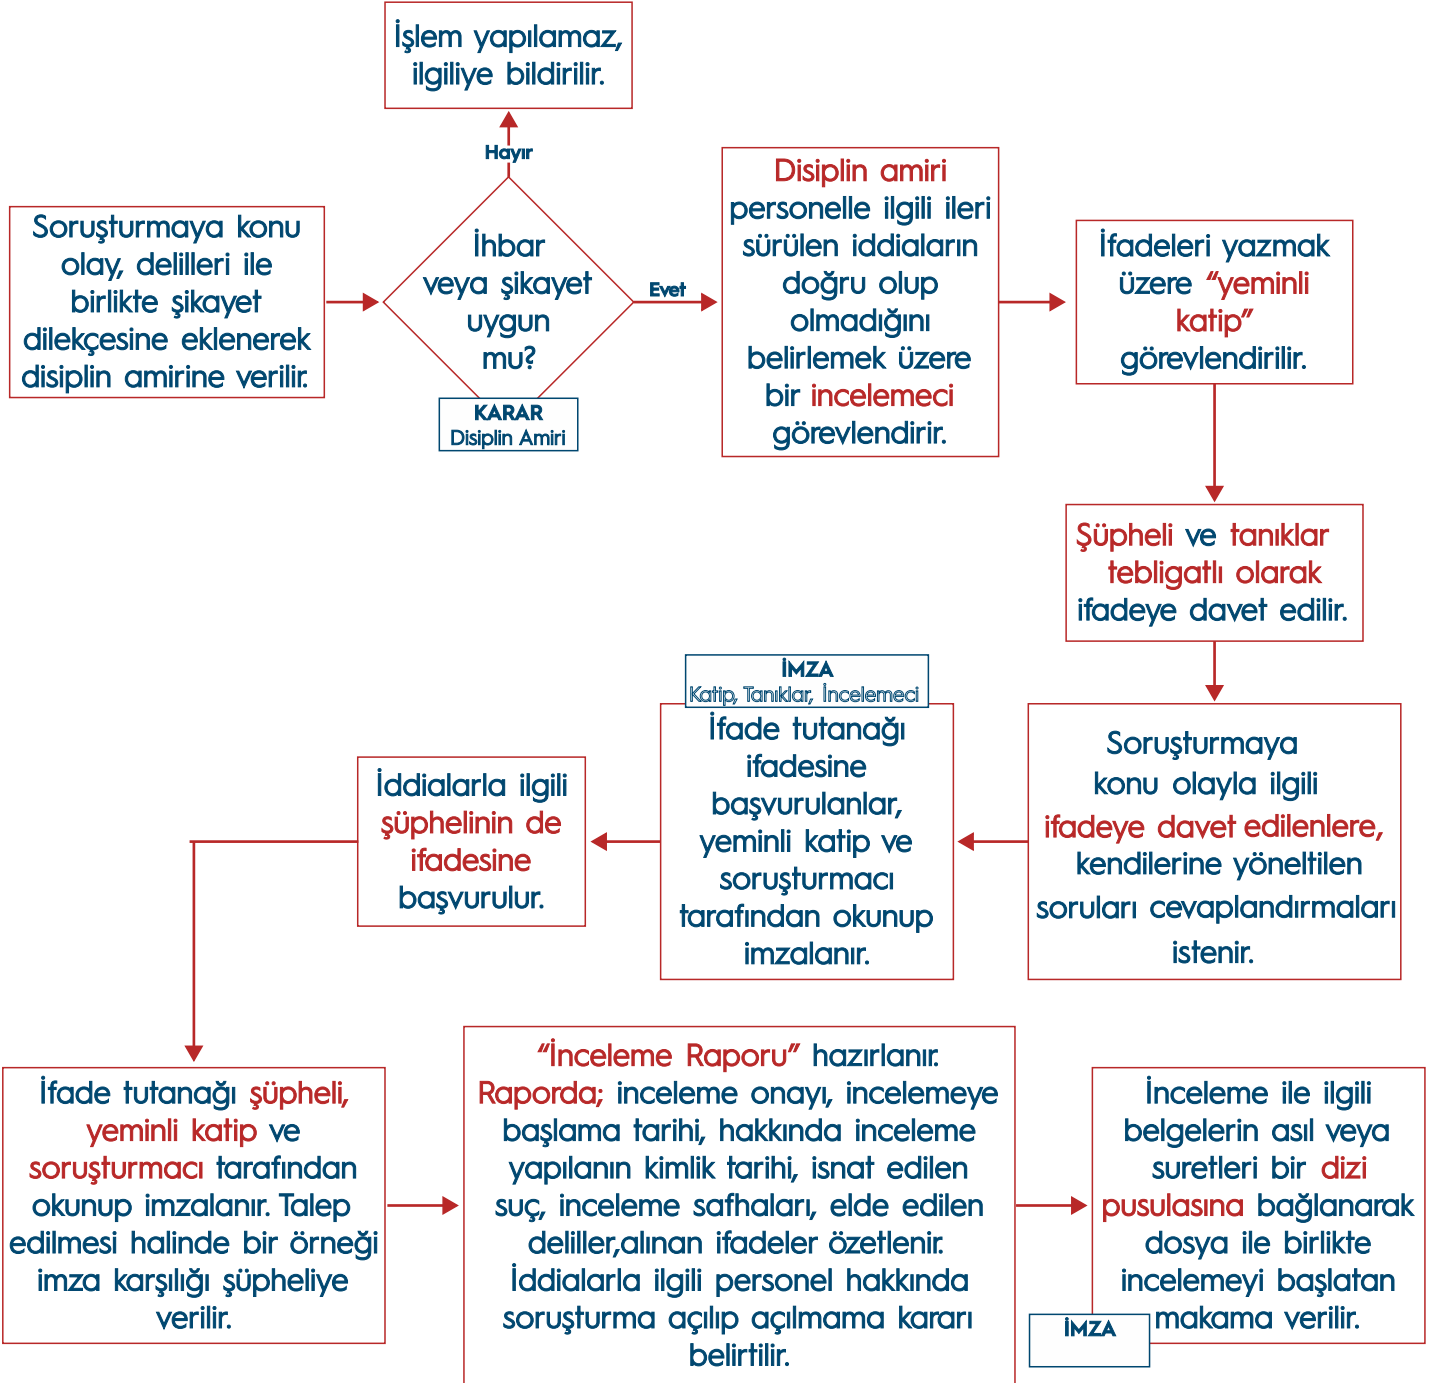 İşlem yapılamaz,
ilgiliye bildirilir.
Hayır
Soruşturmaya konu
olay, delilleri ile
birlikte şikayet
dilekçesine eklenerek
disiplin amirine verilir.
İhbar
veya şikayet
uygun
mu?
KARAR
Disiplin Amiri
Evet
Disiplin amiri
personelle ilgili ileri
sürülen iddiaların
doğru olup
olmadığını
belirlemek üzere
bir incelemeci
görevlendirir.
İfadeleri yazmak
üzere “yeminli
katip”
görevlendirilir.
Şüpheli ve tanıklar
tebligatlı olarak
ifadeye davet edilir.
Soruşturmaya
konu olayla ilgili
ifadeye davet edilenlere,
kendilerine yöneltilen
soruları cevaplandırmaları
istenir.
İMZA
Katip, Tanıklar, İncelemeci
İfade tutanağı
ifadesine
başvurulanlar,
yeminli katip ve
soruşturmacı
tarafından okunup
imzalanır.
İddialarla ilgili
şüphelinin de
ifadesine
başvurulur.
İfade tutanağı şüpheli,
yeminli katip ve
soruşturmacı tarafından
okunup imzalanır. Talep
edilmesi halinde bir örneği
imza karşılığı şüpheliye
verilir.
“İnceleme Raporu” hazırlanır.
Raporda; inceleme onayı, incelemeye
başlama tarihi, hakkında inceleme
yapılanın kimlik tarihi, isnat edilen
suç, inceleme safhaları, elde edilen
deliller,alınan ifadeler özetlenir.
İddialarla ilgili personel hakkında
soruşturma açılıp açılmama kararı
belirtilir.
İnceleme ile ilgili
belgelerin asıl veya
suretleri bir dizi
pusulasına bağlanarak
dosya ile birlikte
incelemeyi başlatan
makama verilir.
İMZA